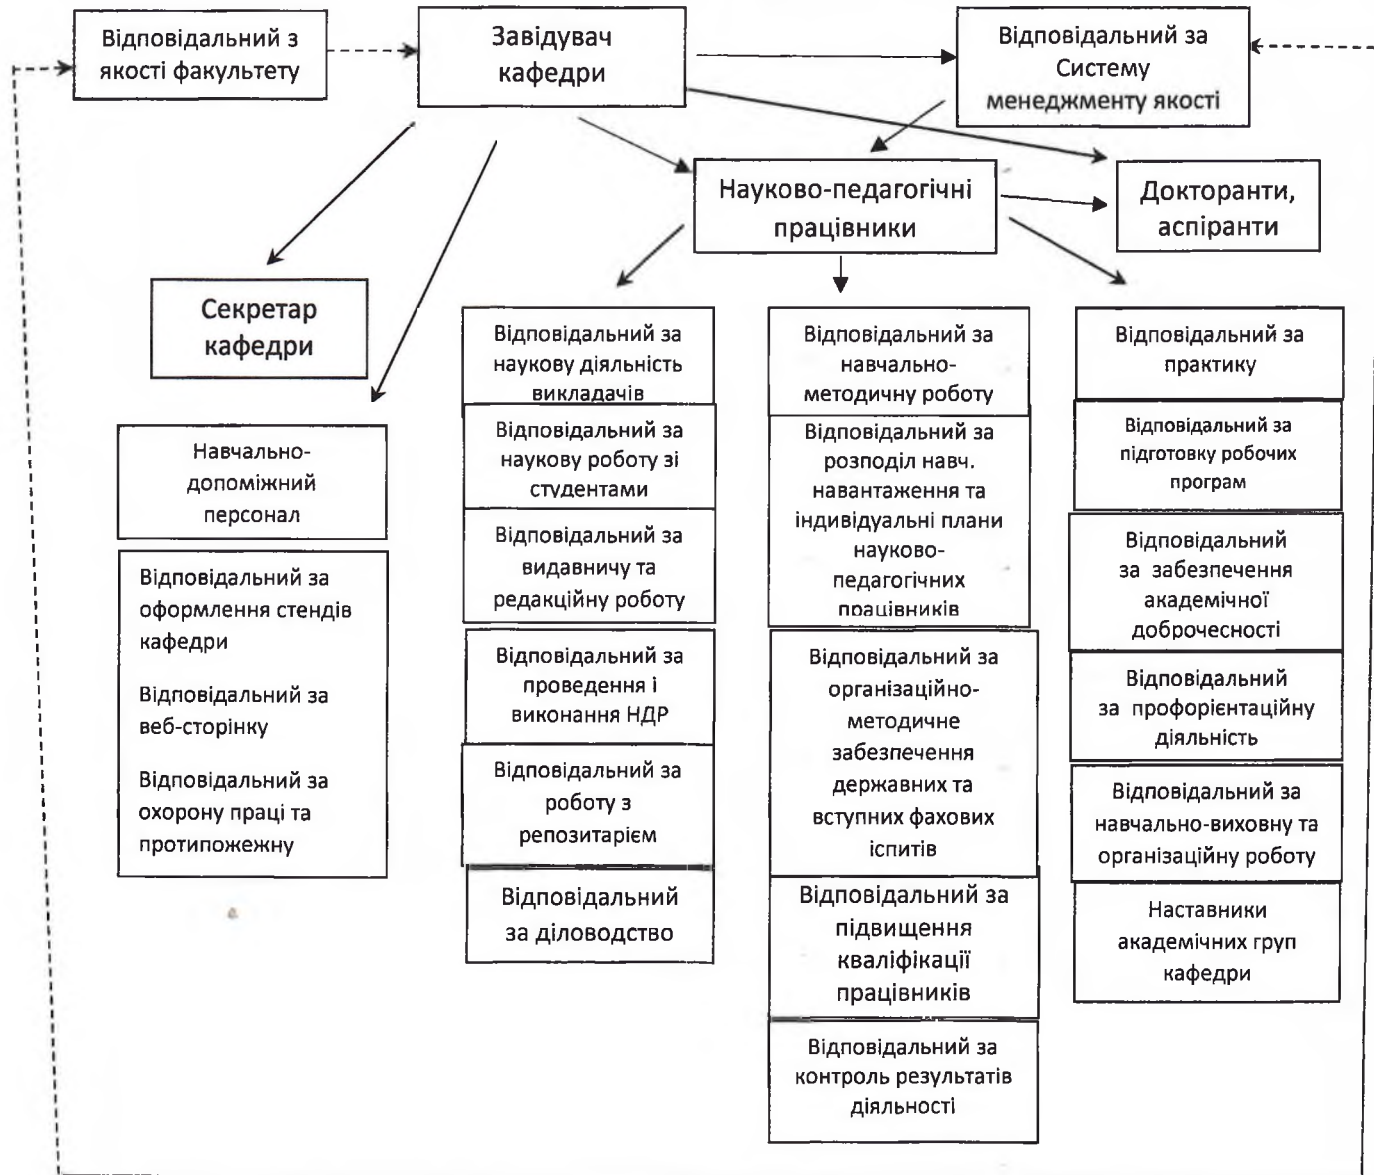 Відповідальний з
якості факультету
Завідувач
кафедри
Відповідальний за
Систему
менеджменту якості
Науково-педагогічні
працівники
Докторанти,
аспіранти
Секретар
кафедри
Навчально-
допоміжний
персонал
Відповідальний за
оформлення стендів
кафедри
Відповідальний за
веб-сторінку
Відповідальний за
охорону праці та
протипожежну
Відповідальний за
наукову діяльність
викладачів
Відповідальний за
наукову роботу зі
студентами
Відповідальний за
видавничу та
редакційну роботу
Відповідальний за
проведення і
виконання НДР
Відповідальний за
роботу з
репозитарієм
Відповідальний
за діловодство
Відповідальний за
навчально-
методичну роботу
Відповідальний за
розподіл навч.
навантаження та
індивідуальні плани
науково-
педагогічних
працівників
Відповідальний за
організаційно-
методичне
забезпечення
державних та
вступних фахових
іспитів
Відповідальний за
підвищення
кваліфікації
працівників
Відповідальний за
контроль результатів
діяльності
Відповідальний за
практику
Відповідальний за
підготовку робочих
програм
Відповідальний
за забезпечення
академічної
доброчесності
Відповідальний
за профорієнтаційну
діяльність
Відповідальний за
навчально-виховну та
організаційну роботу
Наставники
академічних груп
кафедри